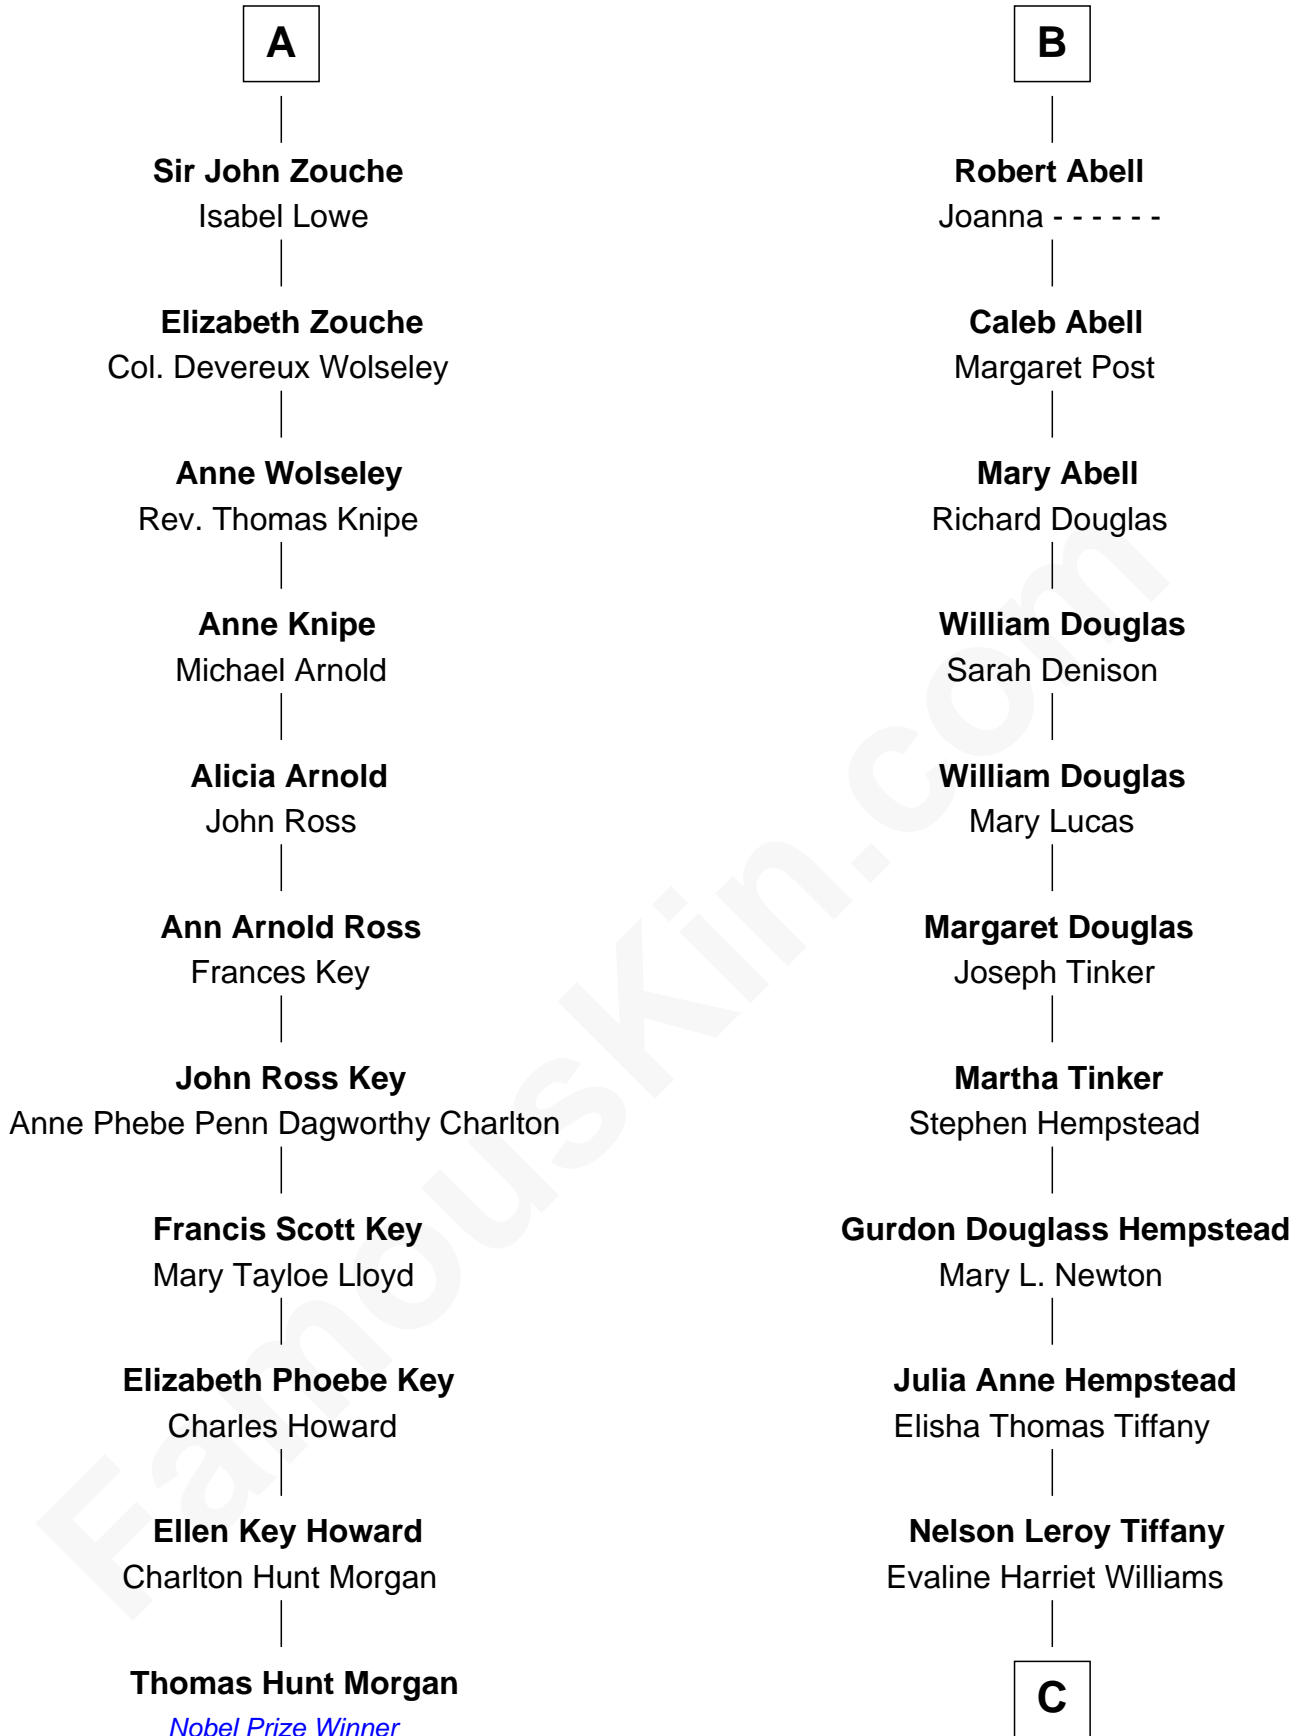 A
Sir John Zouche
Isabel Lowe
Elizabeth Zouche
Col. Devereux Wolseley
Anne Wolseley
Rev. Thomas Knipe
Anne Knipe
Michael Arnold
Alicia Arnold
John Ross
Ann Arnold Ross
Frances Key
John Ross Key
Anne Phebe Penn Dagworthy Charlton
Francis Scott Key
Mary Tayloe Lloyd
Elizabeth Phoebe Key
Charles Howard
Ellen Key Howard
Charlton Hunt Morgan
Thomas Hunt Morgan
Nobel Prize Winner
B
Robert Abell
Joanna - - - - - -
Caleb Abell
Margaret Post
Mary Abell
Richard Douglas
William Douglas
Sarah Denison
William Douglas
Mary Lucas
Margaret Douglas
Joseph Tinker
Martha Tinker
Stephen Hempstead
Gurdon Douglass Hempstead
Mary L. Newton
Julia Anne Hempstead
Elisha Thomas Tiffany
Nelson Leroy Tiffany
Evaline Harriet Williams
C
FamousKin.com